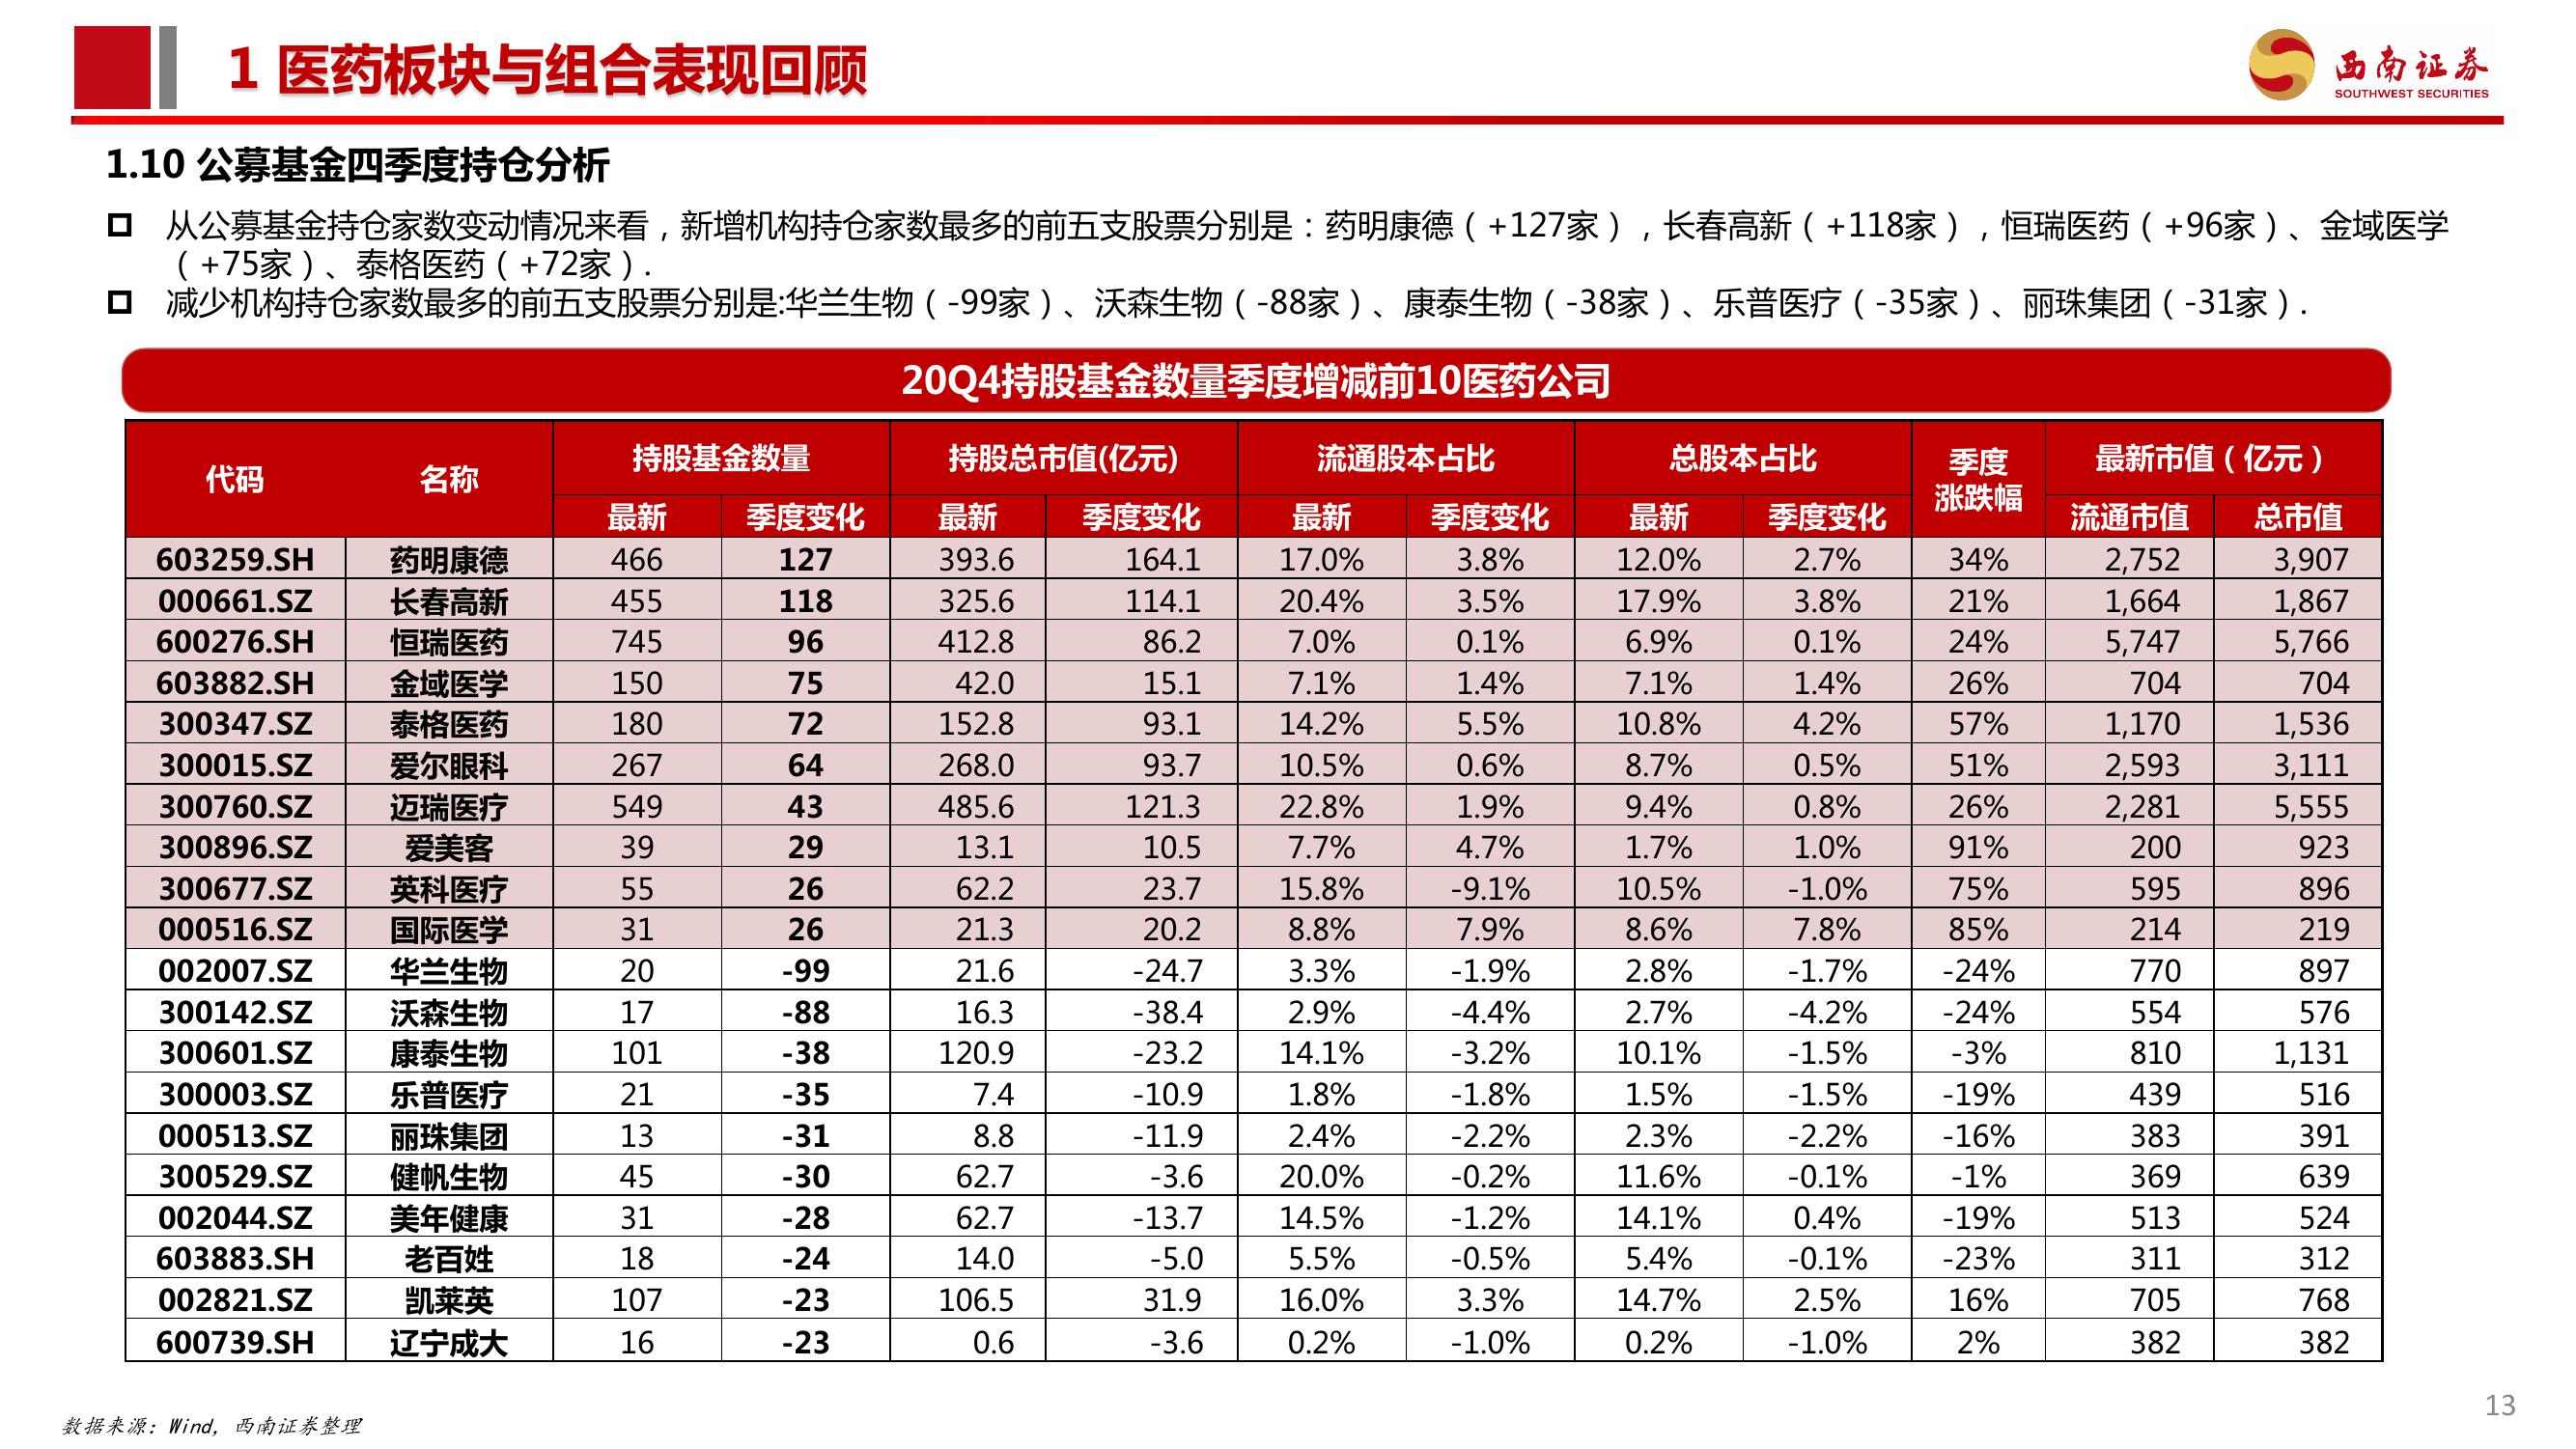 1 医药板块与组合表现回顾
西南证券
SOUTHWEST SECURITIES
1.10 公募基金四季度持仓分析
从公募基金持仓家数变动情况来看，新增机构持仓家数最多的前五支股票分别是：药明康德（+127家），长春高新（+118家），恒瑞医药（+96家）、金域医学
（+75家）、泰格医药（+72家）.
减少机构持仓家数最多的前五支股票分别是:华兰生物（-99家）、沃森生物（-88家）、康泰生物（-38家）、乐普医疗（-35家）、丽珠集团（-31家）.
20Q4持股基金数量季度增减前10医药公司
代码 名称 持股基金数量 持股总市值(亿元) 流通股本占比 总股本占比 季度涨跌幅 最新市值（亿元）
最新 季度变化 最新 季度变化 最新 季度变化 最新 季度变化 流通市值 总市值
603259.SH 药明康德 466 127 393.6 164.1 17.0% 3.8% 12.0% 2.7% 34% 2,752 3,907
000661.SZ 长春高新 455 118 325.6 114.1 20.4% 3.5% 17.9% 3.8% 21% 1,664 1,867
600276.SH 恒瑞医药 745 96 412.8 86.2 7.0% 0.1% 6.9% 0.1% 24% 5,747 5,766
603882.SH 金域医学 150 75 42.0 15.1 7.1% 1.4% 7.1% 1.4% 26% 704 704
300347.SZ 泰格医药 180 72 152.8 93.1 14.2% 5.5% 10.8% 4.2% 57% 1,170 1,536
300015.SZ 爱尔眼科 267 64 268.0 93.7 10.5% 0.6% 8.7% 0.5% 51% 2,593 3,111
300760.SZ 迈瑞医疗 549 43 485.6 121.3 22.8% 1.9% 9.4% 0.8% 26% 2,281 5,555
300896.SZ 爱美客 39 29 13.1 10.5 7.7% 4.7% 1.7% 1.0% 91% 200 923
300677.SZ 英科医疗 55 26 62.2 23.7 15.8% -9.1% 10.5% -1.0% 75% 595 896
000516.SZ 国际医学 31 26 21.3 20.2 8.8% 7.9% 8.6% 7.8% 85% 214 219
002007.SZ 华兰生物 20 -99 21.6 -24.7 3.3% -1.9% 2.8% -1.7% -24% 770 897
300142.SZ 沃森生物 17 -88 16.3 -38.4 2.9% -4.4% 2.7% -4.2% -24% 554 576
300601.SZ 康泰生物 101 -38 120.9 -23.2 14.1% -3.2% 10.1% -1.5% -3% 810 1,131
300003.SZ 乐普医疗 21 -35 7.4 -10.9 1.8% -1.8% 1.5% -1.5% -19% 439 516
000513.SZ 丽珠集团 13 -31 8.8 -11.9 2.4% -2.2% 2.3% -2.2% -16% 383 391
300529.SZ 健帆生物 45 -30 62.7 -3.6 20.0% -0.2% 11.6% -0.1% -1% 369 639
002044.SZ 美年健康 31 -28 62.7 -13.7 14.5% -1.2% 14.1% 0.4% -19% 513 524
603883.SH 老百姓 18 -24 14.0 -5.0 5.5% -0.5% 5.4% -0.1% -23% 311 312
002821.SZ 凯莱英 107 -23 106.5 31.9 16.0% 3.3% 14.7% 2.5% 16% 705 768
600739.SH 辽宁成大 16 -23 0.6 -3.6 0.2% -1.0% 0.2% -1.0% 2% 382 382
数据来源：Wind，西南证券整理
13